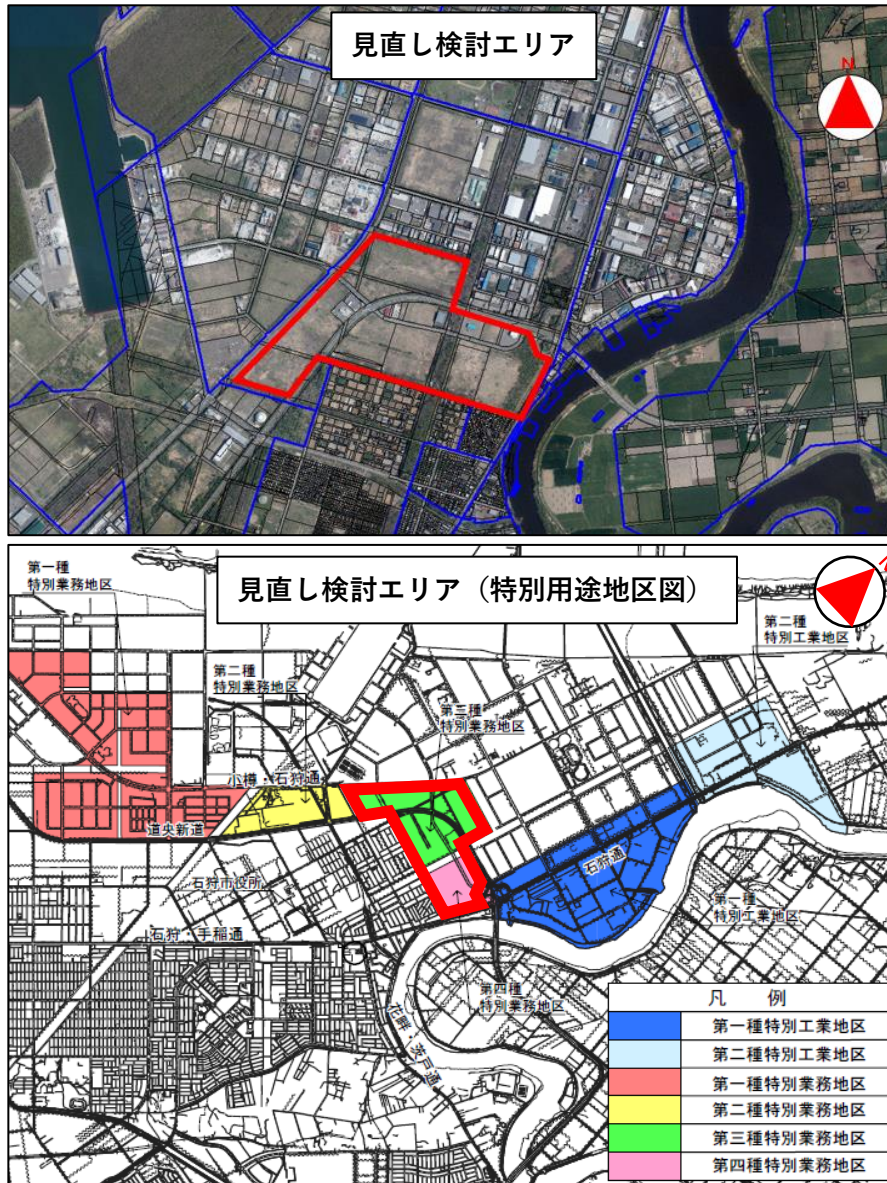 見直し検討エリア
N
見直し検討エリア（特別用途地区図）
第一種
特別業務地区
第二種
特別業務地区
第三種
特別業務地区
第二種
特別工業地区
小樽・石狩通
道央新道
石狩市役所
石狩・手稲通
石狩通
第一種
特別工業地区
第四種
特別業務地区
花畔・茨戸通
凡　例
第一種特別工業地区
第二種特別工業地区
第一種特別業務地区
第二種特別業務地区
第三種特別業務地区
第四種特別業務地区